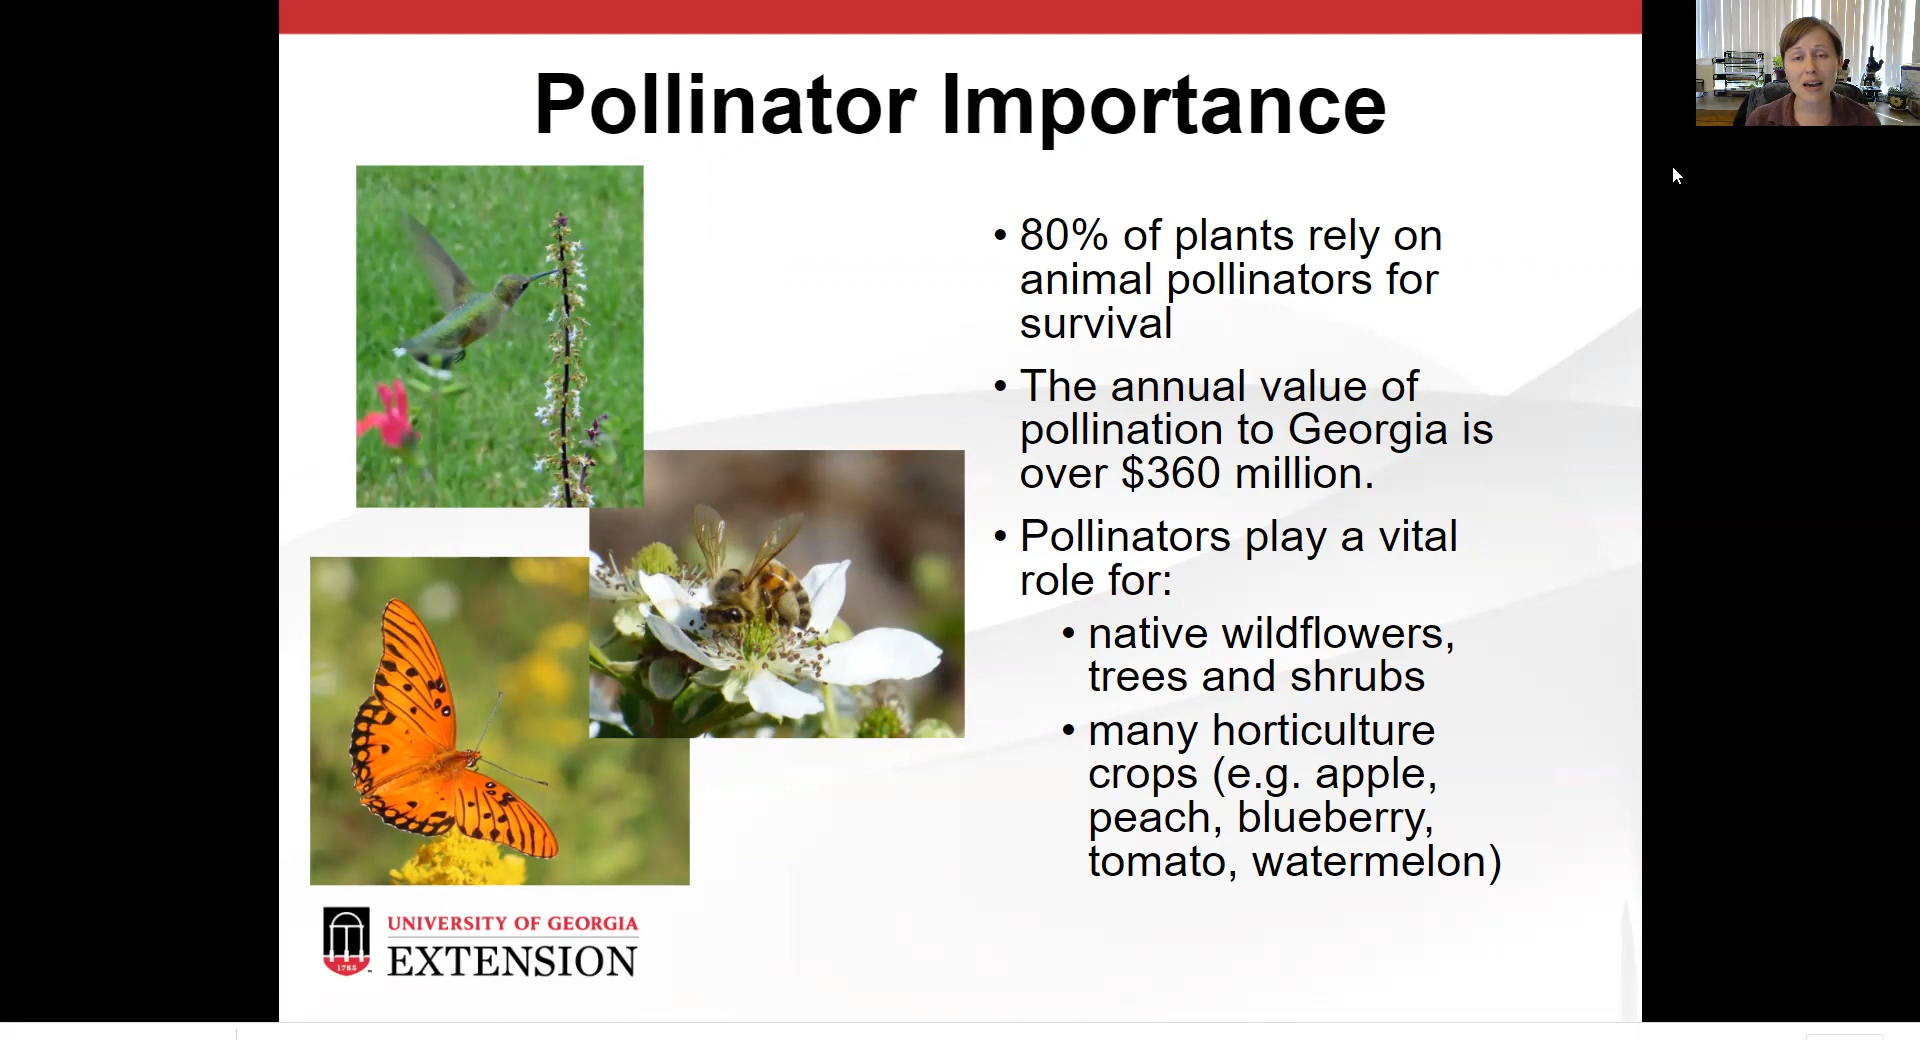 Pollinator Importance
• 80% of plants rely on
animal pollinators for
survival
• The annual value of
pollination to Georgia is
over $360 million.
• Pollinators play a vital
role for:
• native wildflowers,
trees and shrubs
• many horticulture
crops (e.g. apple,
peach, blueberry,
tomato, watermelon)
1785
UNIVERSITY OF GEORGIA
EXTENSION